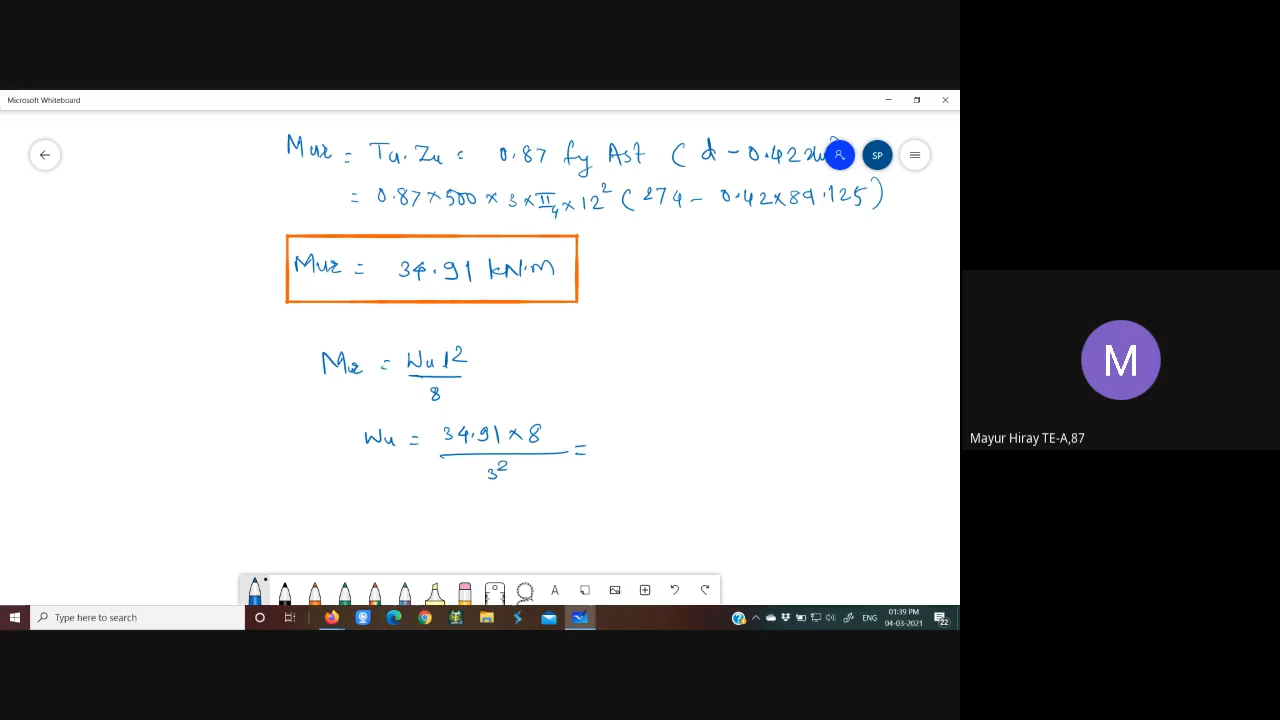 Microsoft Whiteboard
Mur = Tu.Zu = 0.87 fy Ast (d - 0.42xu)
SP
= 0.87 × 500 × 3 × π/4 × 12² (274 - 0.42×89.125)
Mur = 34.91 kN.m
Mur = Wu l² / 8
Wu = 34.91 × 8 / 3² =
M
Mayur Hiray TE-A,87
A
Type here to search
ENG
01:39 PM
04-03-2021
22